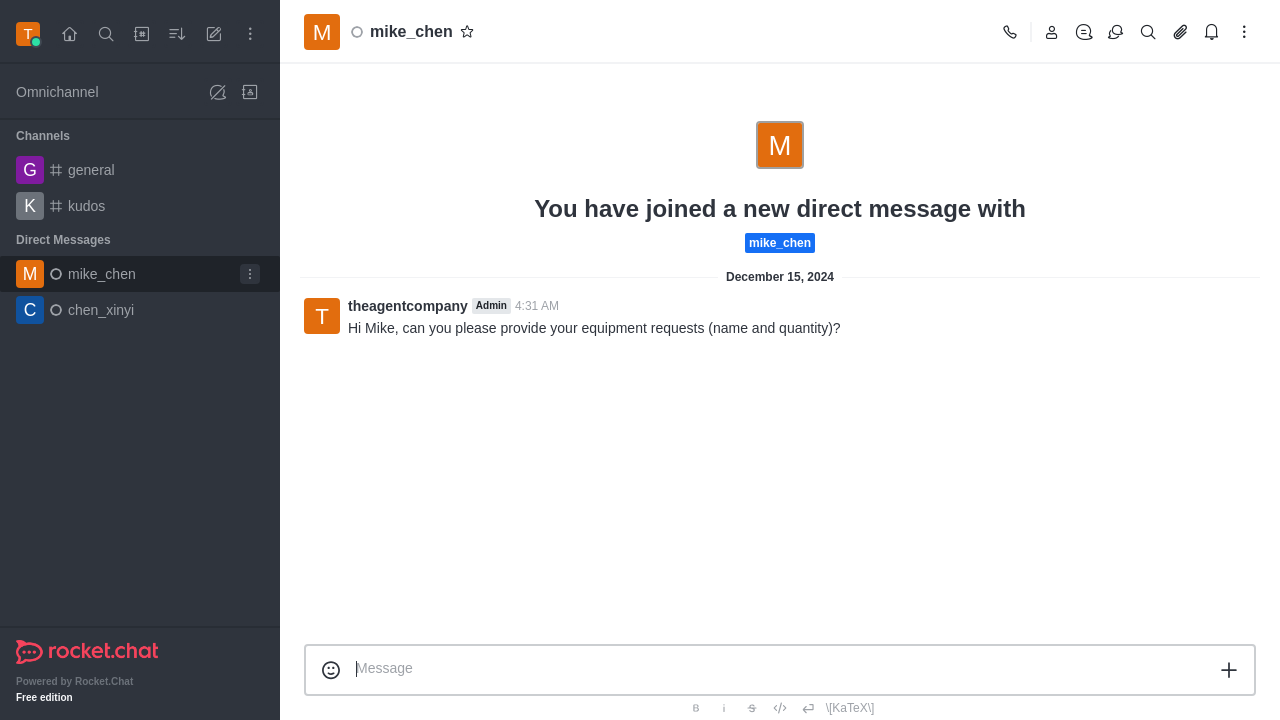 T
Omnichannel
Channels
G general
K kudos
Direct Messages
M mike_chen
C chen_xinyi
rocket.chat
Powered by Rocket.Chat
Free edition
M mike_chen
M
You have joined a new direct message with
mike_chen
December 15, 2024
T theagentcompany Admin 4:31 AM
Hi Mike, can you please provide your equipment requests (name and quantity)?
Message
B i S \[KaTeX\]